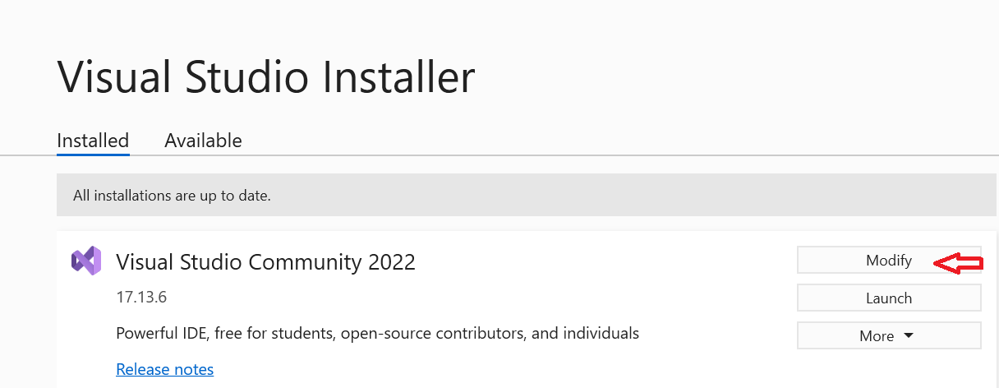 Visual Studio Installer
Installed Available
All installations are up to date.
Visual Studio Community 2022
Modify
17.13.6
Launch
Powerful IDE, free for students, open-source contributors, and individuals
More
Release notes